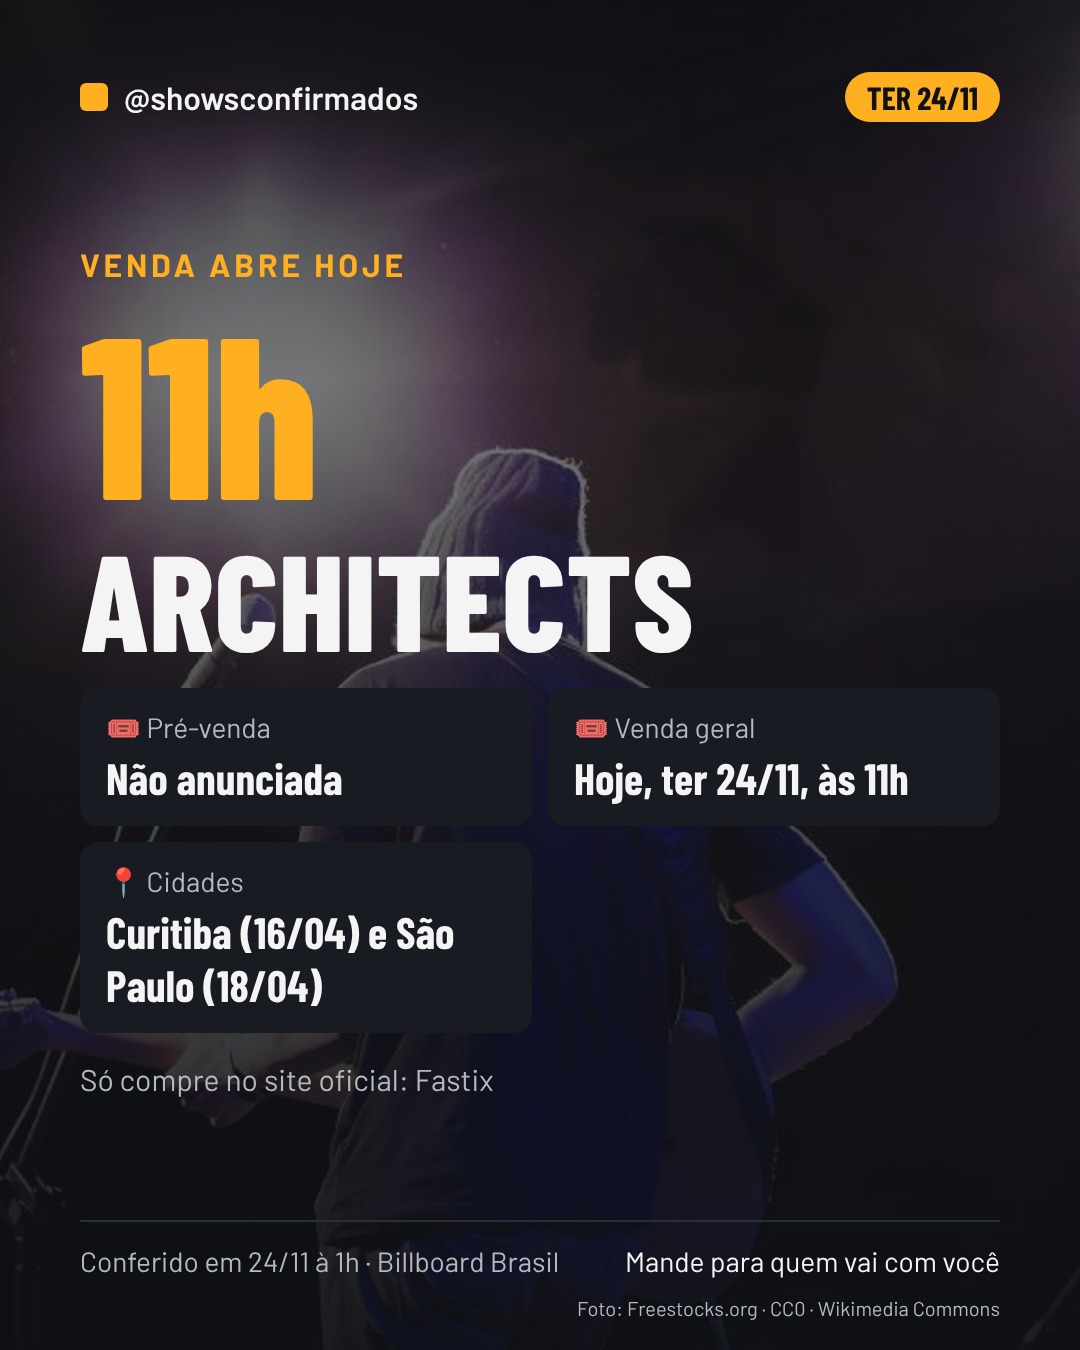 @showsconfirmados
TER 24/11
VENDA ABRE HOJE
11h
ARCHITECTS
🎟️ Pré-venda
Não anunciada
🎟️ Venda geral
Hoje, ter 24/11, às 11h
📍 Cidades
Curitiba (16/04) e São
Paulo (18/04)
Só compre no site oficial: Fastix
Conferido em 24/11 à 1h · Billboard Brasil
Mande para quem vai com você
Foto: Freestocks.org · CC0 · Wikimedia Commons